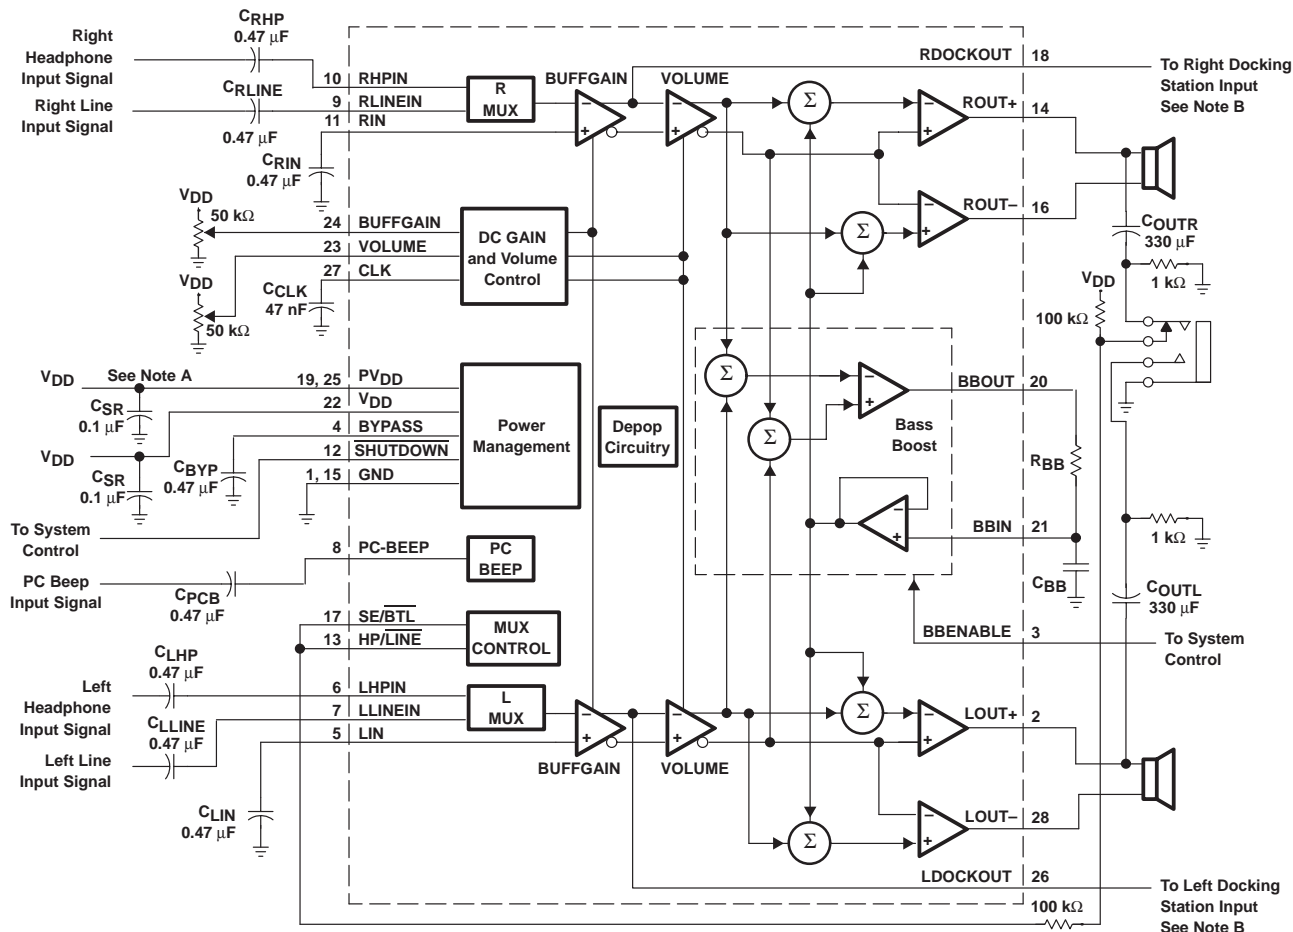 Right
Headphone
Input Signal
CRHP
0.47 μF
Right Line
Input Signal
CRLINE
0.47 μF
10 RHPIN
9 RLINEIN
11 RIN
R
MUX
BUFFGAIN
VOLUME
− + − +
Σ
− +
RDOCKOUT 18
To Right Docking
Station Input
See Note B
ROUT+ 14
CRIN
0.47 μF
− +
ROUT− 16
Σ
COUTR
330 μF
1 kΩ
VDD
50 kΩ
24 BUFFGAIN
23 VOLUME
27 CLK
DC GAIN
and Volume
Control
VDD
50 kΩ
CCLK
47 nF
VDD
100 kΩ
VDD
See Note A
19, 25 PVDD
22 VDD
4 BYPASS
12 SHUTDOWN
1, 15 GND
Power
Management
CSR
0.1 μF
VDD
CSR
0.1 μF
CBYP
0.47 μF
To System
Control
Depop
Circuitry
Σ
Σ
− +
BBOUT 20
Bass
Boost
RBB
− +
BBIN 21
CBB
1 kΩ
COUTL
330 μF
PC Beep
Input Signal
CPCB
0.47 μF
8 PC-BEEP
PC
BEEP
17 SE/BTL
13 HP/LINE
MUX
CONTROL
BBENABLE 3
To System
Control
Left
Headphone
Input Signal
CLHP
0.47 μF
CLLINE
0.47 μF
Left Line
Input Signal
6 LHPIN
7 LLINEIN
5 LIN
L
MUX
− + − +
BUFFGAIN
VOLUME
Σ
− +
LOUT+ 2
CLIN
0.47 μF
Σ
− +
LOUT− 28
LDOCKOUT 26
To Left Docking
Station Input
See Note B
100 kΩ